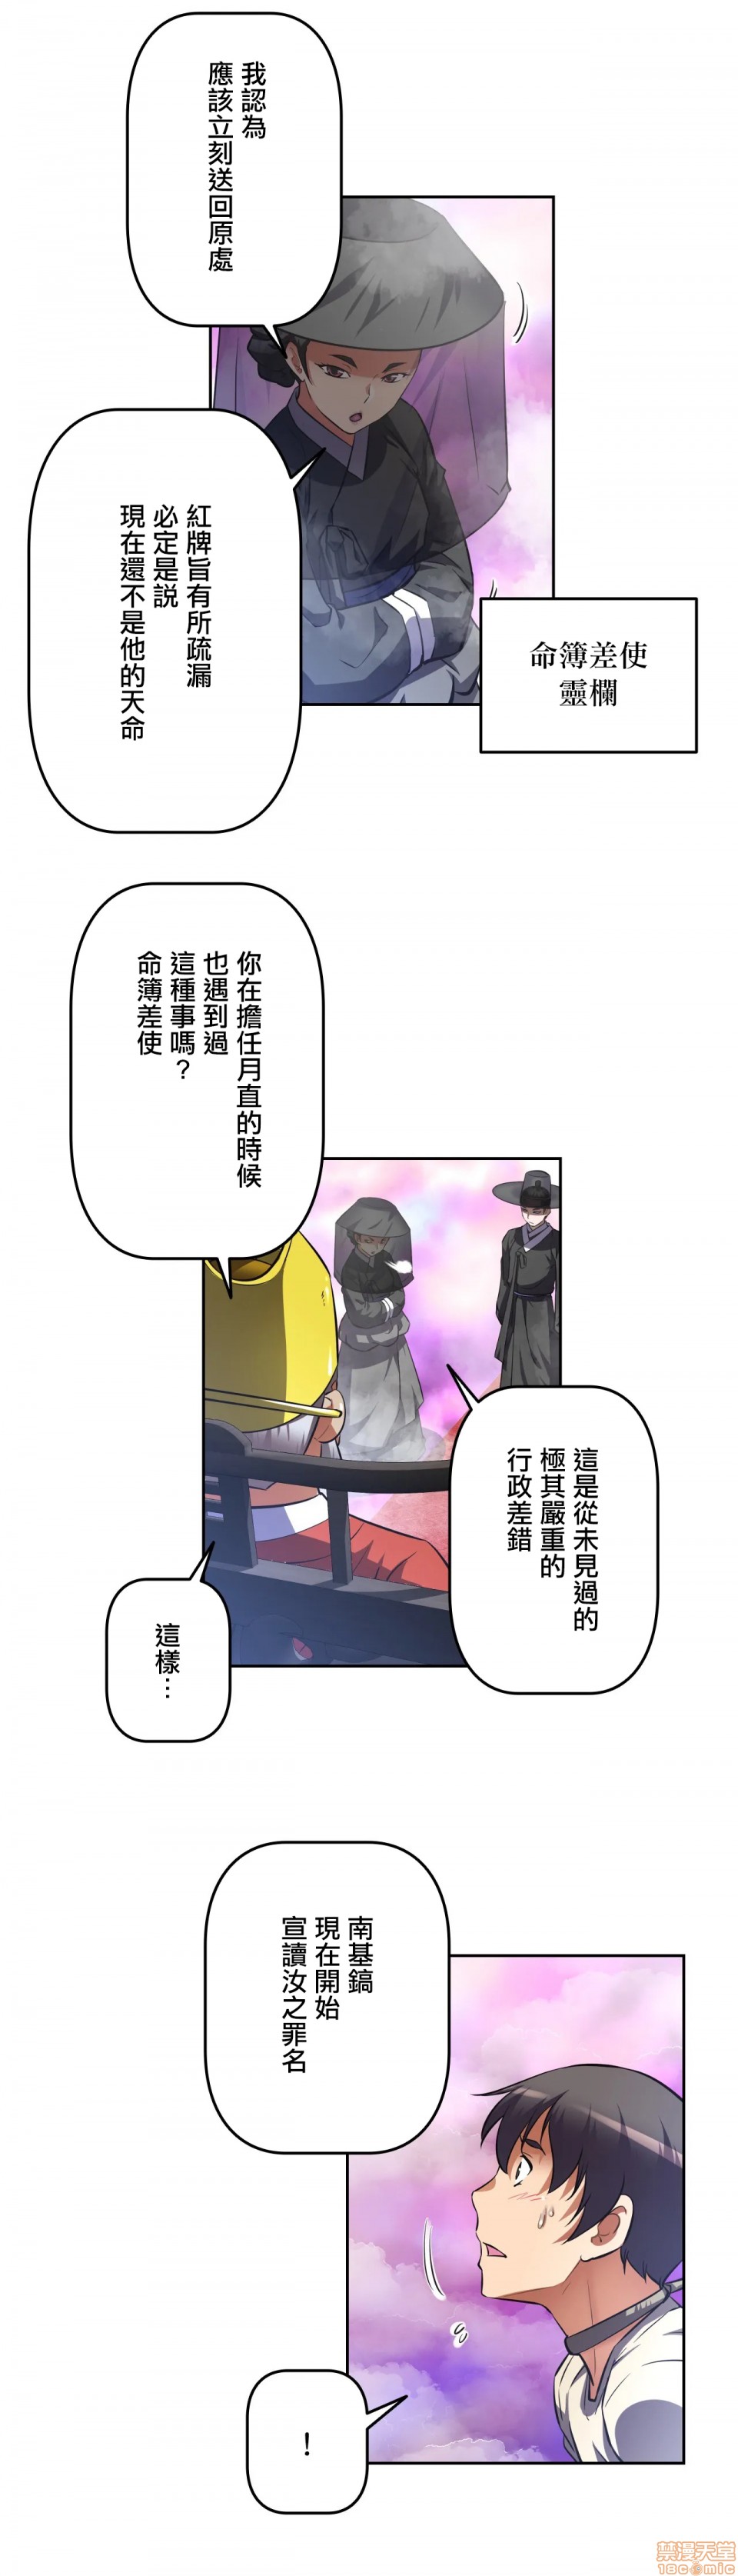 我認為
應該立刻送回原處
紅牌旨有所疏漏
必定是説
現在還不是他的天命
命簿差使
靈欄
你在擔任月直的時候
也遇到過
這種事嗎？
命簿差使
這是從未見過的
極其嚴重的
行政差錯
這樣…
南基鎬
現在開始
宣讀汝之罪名
！
禁漫天堂
18comic